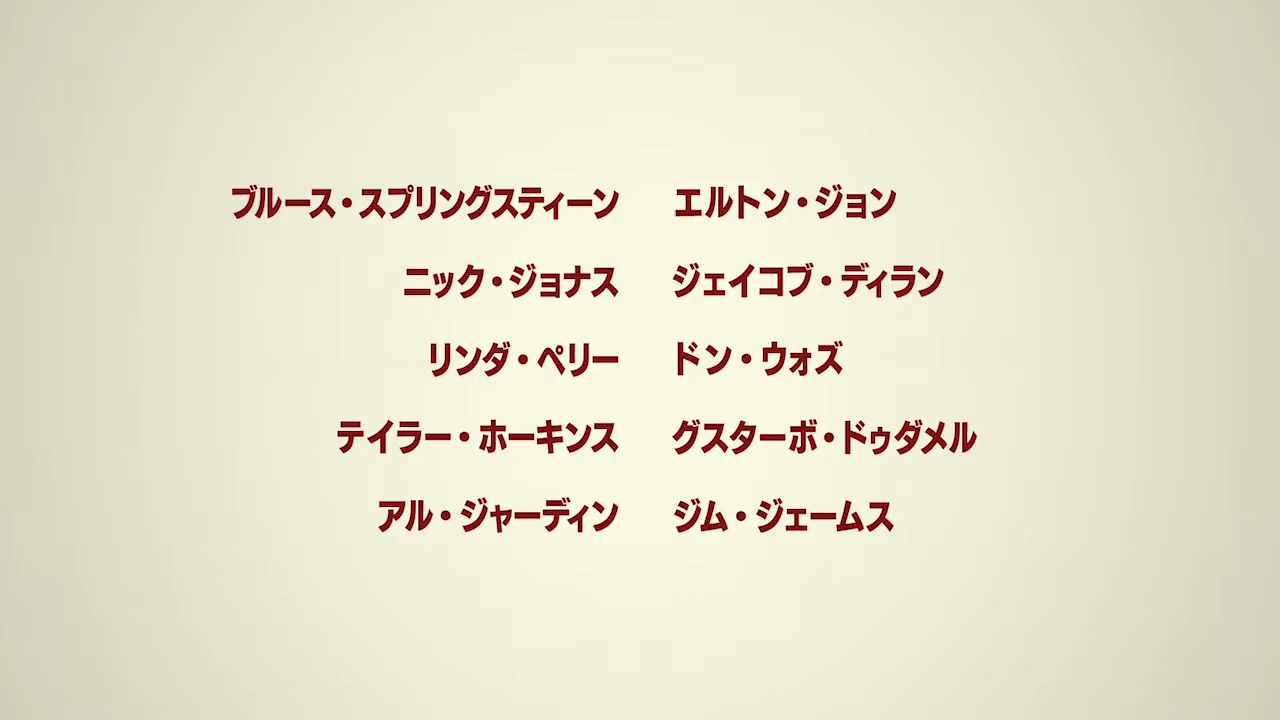 ブルース・スプリングスティーン エルトン・ジョン
ニック・ジョナス ジェイコブ・ディラン
リンダ・ペリー ドン・ウォズ
テイラー・ホーキンス グスターボ・ドゥダメル
アル・ジャーディン ジム・ジェームス